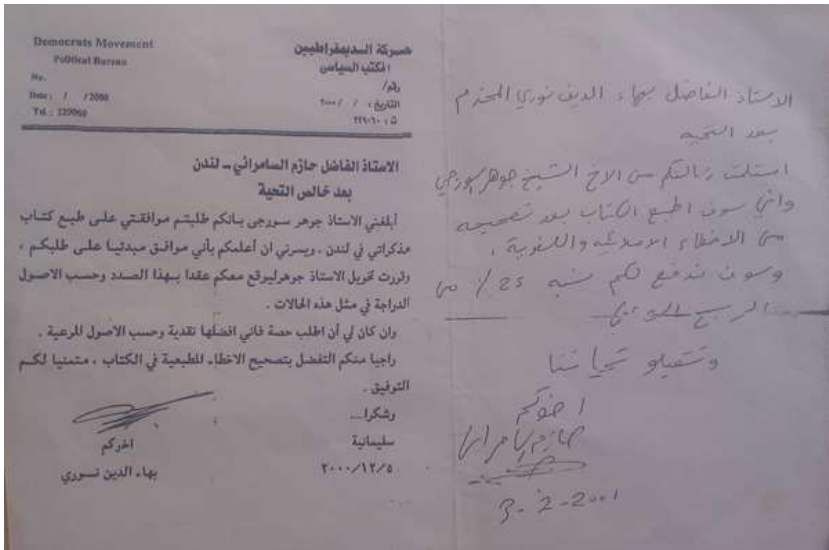 Democrats Movement
Political Bureau
No.
Date: / /2000
Tel.: 229060
حركة الديمقراطيين
المكتب السياسي
رقم/
التاريخ: / /٢٠٠٠
ت: ٢٢٩٠٦٠
الاستاذ الفاضل حازم السامرائي ــ لندن
بعد خالص التحية
أبلغني الاستاذ جوهر سورجى بانكم طلبتم موافقتي على طبع كتاب
مذكراتي في لندن. ويسرني ان أعلمكم بأني موافق مبدئيا على طلبكم ،
وقررت تخويل الاستاذ جوهر ليوقع معكم عقدا بهذا الصدد وحسب الاصول
الدراجة في مثل هذه الحالات .
وان كان لي أن اطلب حصة فاني افضلها نقدية وحسب الاصول المرعية .
راجيا منكم التفضل بتصحيح الاخطاء المطبعية في الكتاب ، متمنيا لكم
التوفيق .
وشكرا...
سليمانية
٢٠٠٠/١٢/٥
اخوكم
بهاء الدين نوري
الاستاذ الفاضل بهاء الدين نوري المحترم
بعد التحية
استلمت رسالتكم من الاخ الشيخ جوهر سورجي
واني سوف اطبع الكتاب بعد تصحيحه
من الاخطاء الاملائية واللغوية .
وسوف ندفع لكم نسبة 25 ٪ من
الربح
وتقبلو تحياتنا
اخوكم
حازم السامرائي
3-2-2001